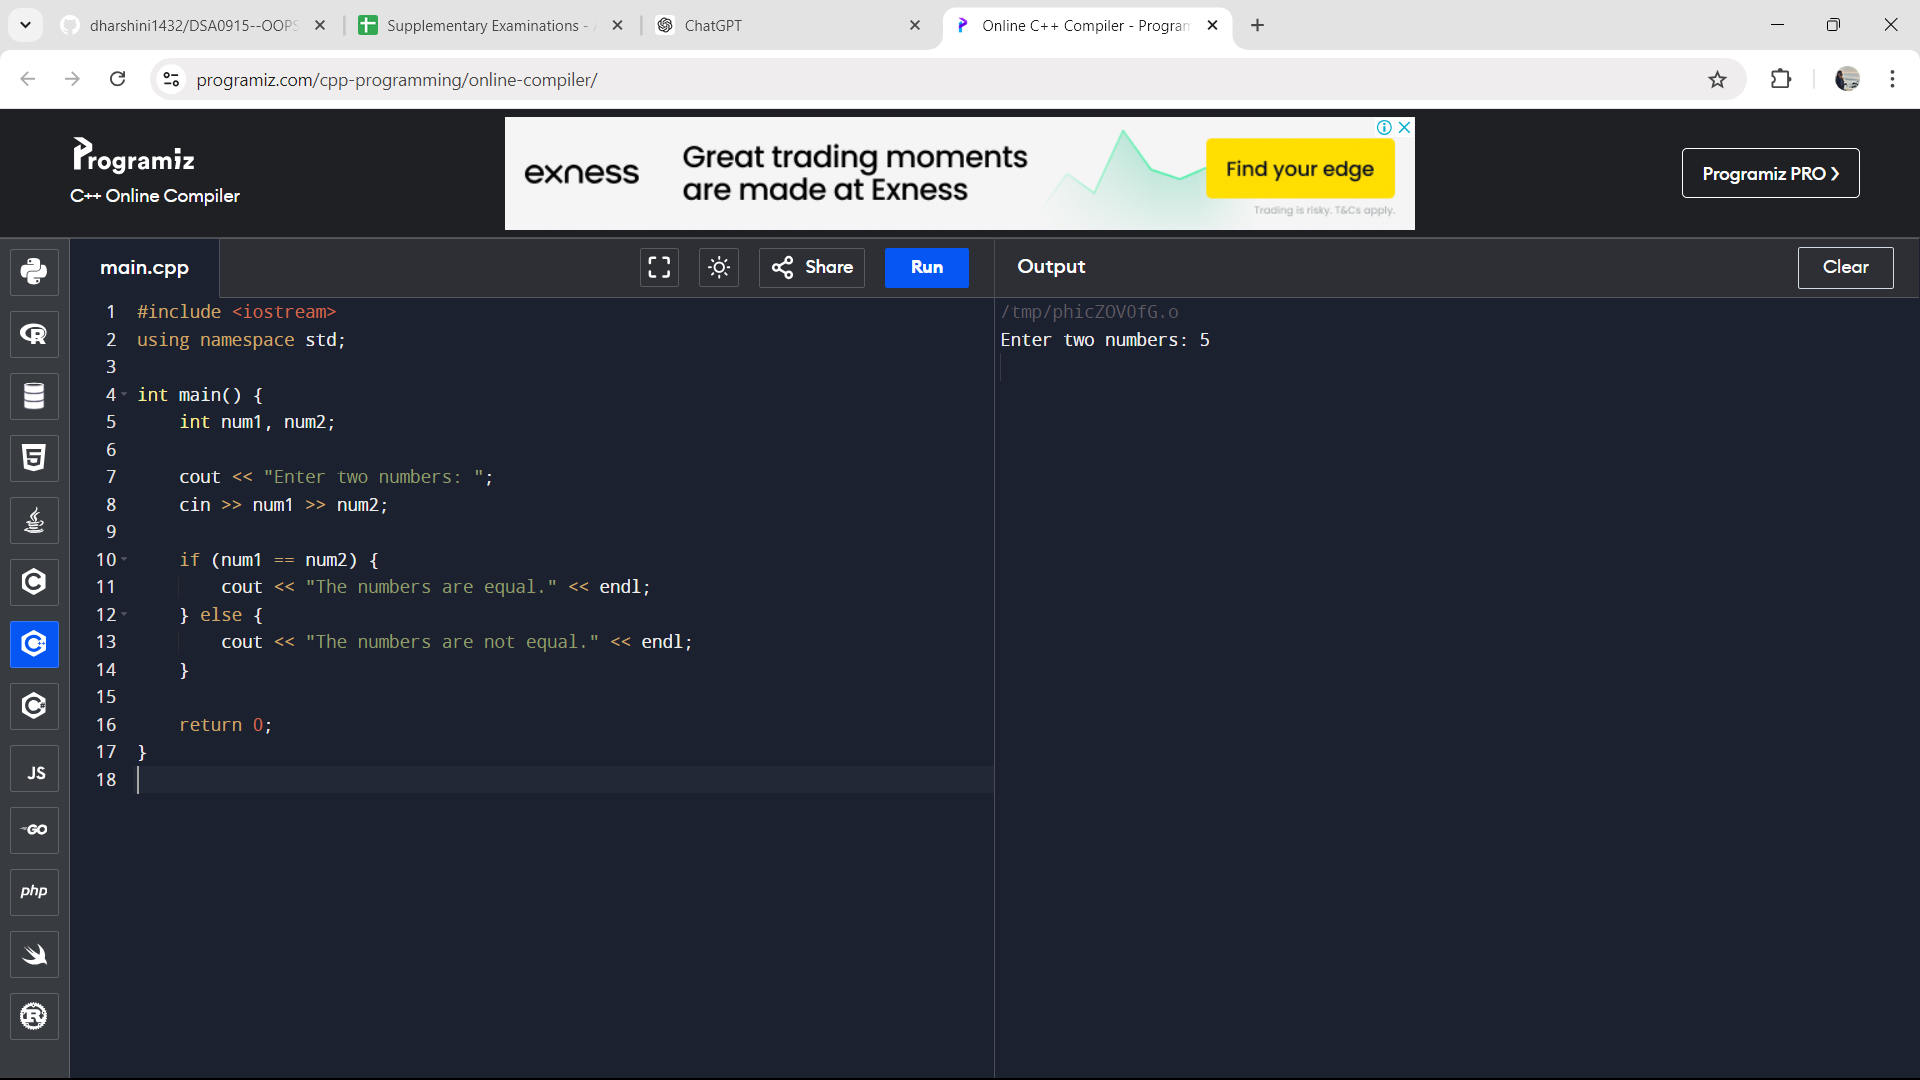 dharshini1432/DSA0915--OOPS
Supplementary Examinations -
ChatGPT
Online C++ Compiler - Program
programiz.com/cpp-programming/online-compiler/
Programiz
C++ Online Compiler
exness
Great trading moments
are made at Exness
Find your edge
Trading is risky. T&Cs apply.
Programiz PRO >
main.cpp
Share
Run
Output
Clear
1 #include <iostream>
2 using namespace std;
3
4 int main() {
5 int num1, num2;
6
7 cout << "Enter two numbers: ";
8 cin >> num1 >> num2;
9
10 if (num1 == num2) {
11 cout << "The numbers are equal." << endl;
12 } else {
13 cout << "The numbers are not equal." << endl;
14 }
15
16 return 0;
17 }
18
/tmp/phicZOV0fG.o
Enter two numbers: 5
R
5
C
C
C#
JS
GO
php
R